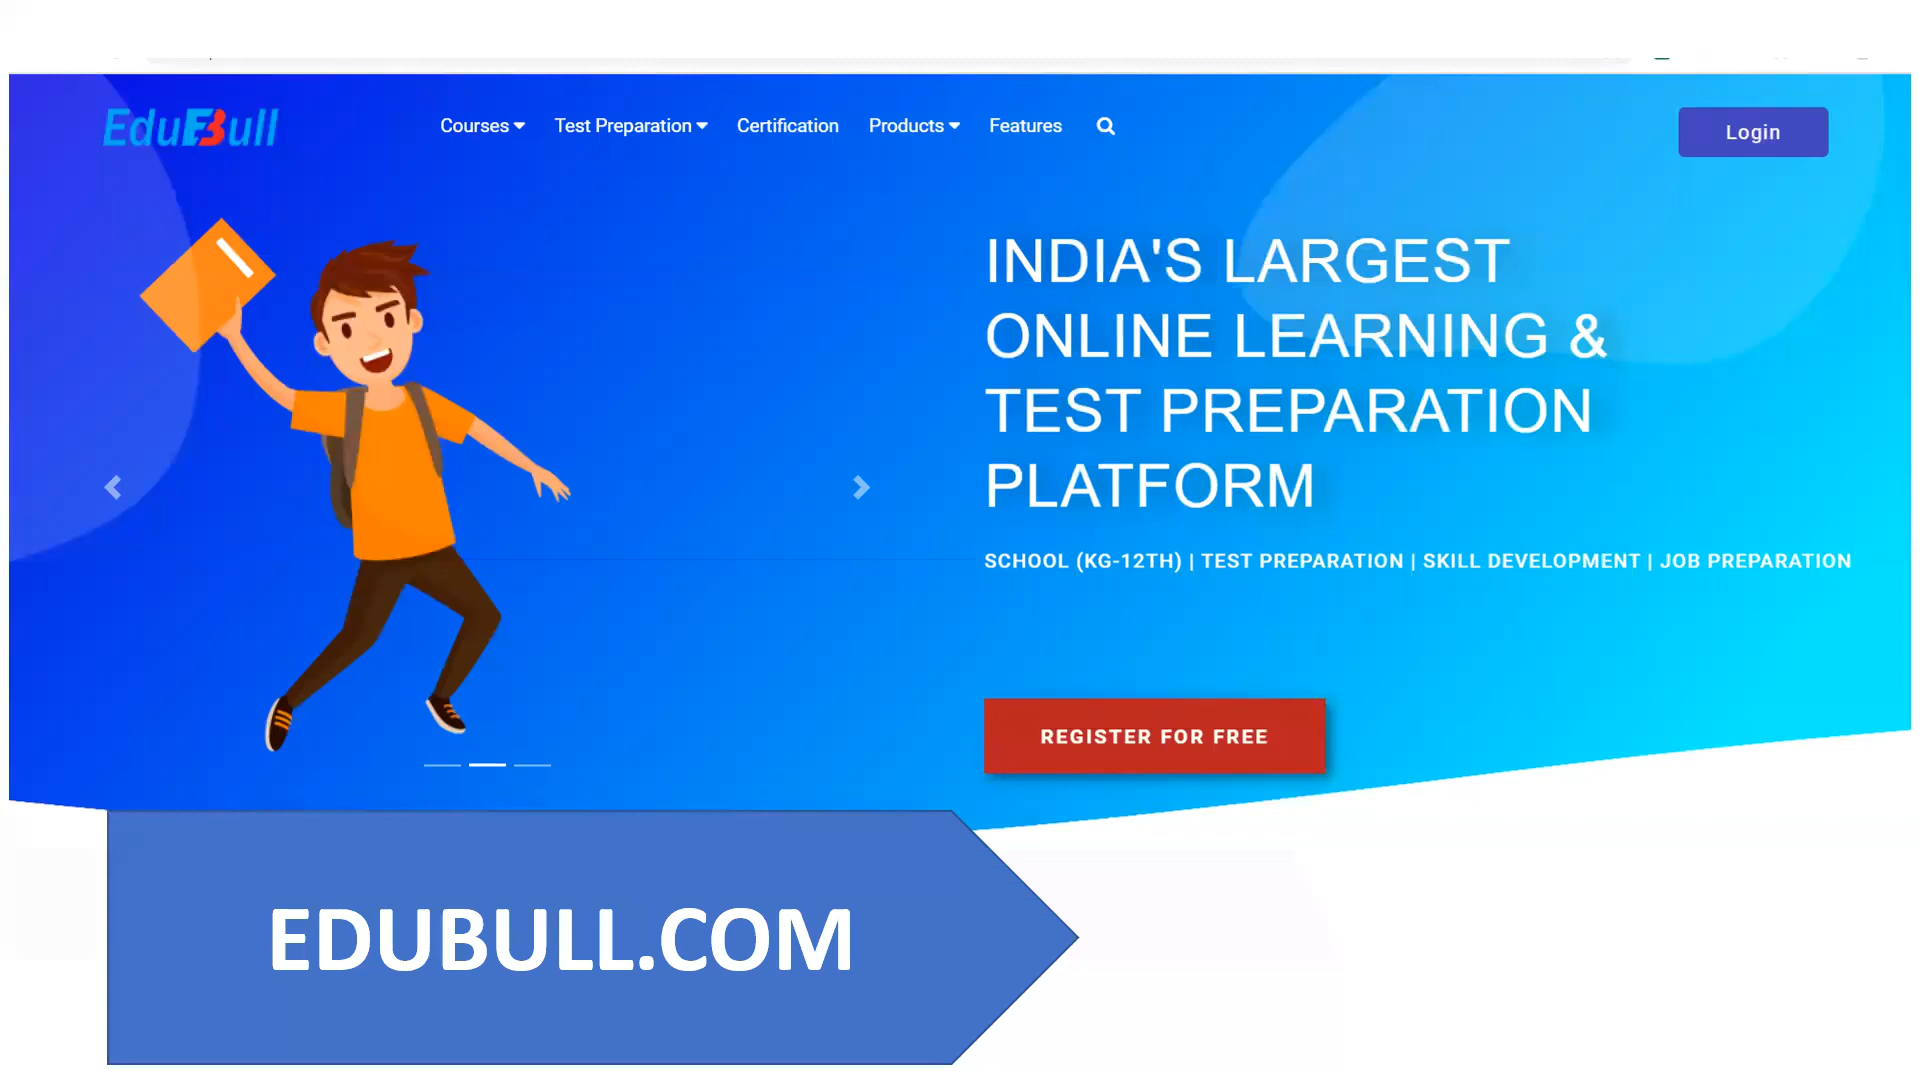 EduBull
Courses Test Preparation Certification Products Features
Login
INDIA'S LARGEST
ONLINE LEARNING &
TEST PREPARATION
PLATFORM
SCHOOL (KG-12TH) | TEST PREPARATION | SKILL DEVELOPMENT | JOB PREPARATION
REGISTER FOR FREE
EDUBULL.COM